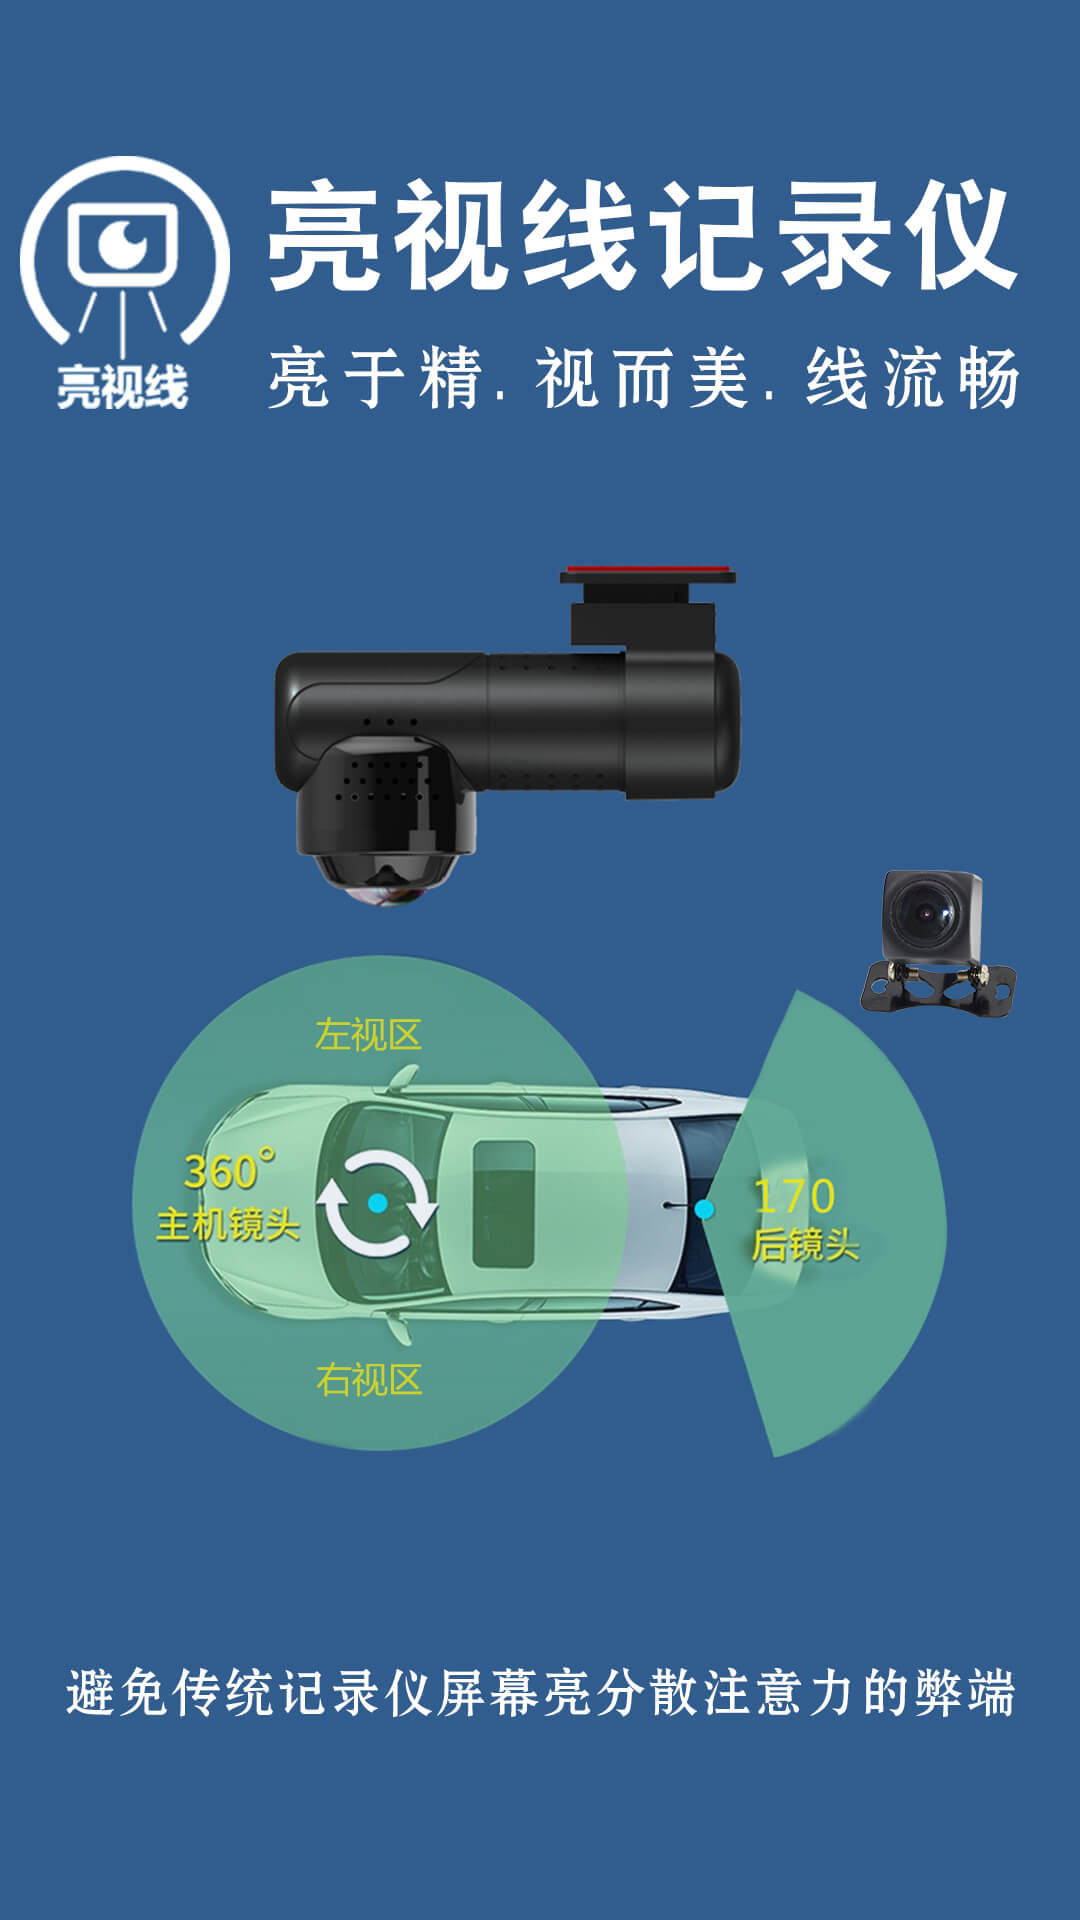 亮视线
亮视线记录仪
亮于精.视而美.线流畅
左视区
360°
主机镜头
170
后镜头
右视区
避免传统记录仪屏幕亮分散注意力的弊端